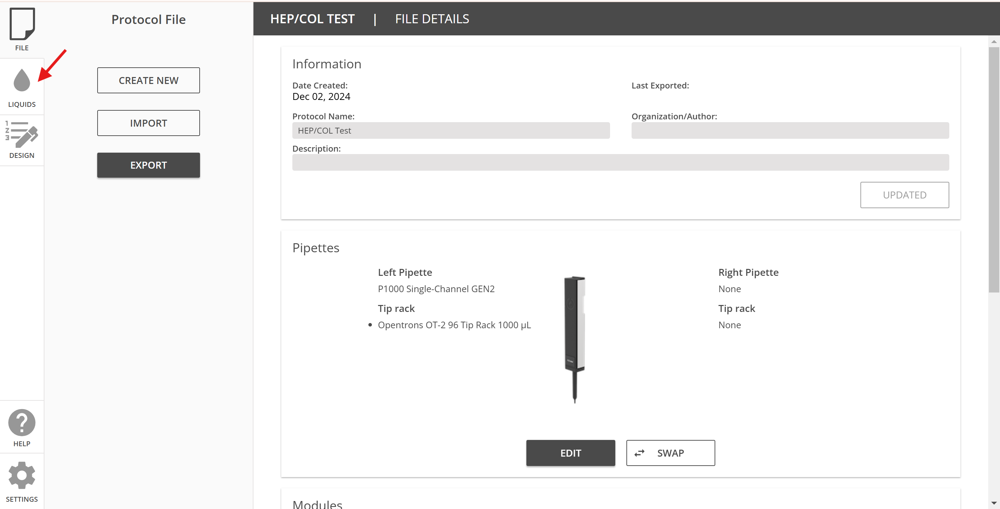 FILE
LIQUIDS
1
2
3
DESIGN
HELP
SETTINGS
Protocol File
CREATE NEW
IMPORT
EXPORT
HEP/COL TEST | FILE DETAILS
Information
Date Created:
Dec 02, 2024
Last Exported:
Protocol Name:
HEP/COL Test
Organization/Author:
Description:
UPDATED
Pipettes
Left Pipette
P1000 Single-Channel GEN2
Tip rack
• Opentrons OT-2 96 Tip Rack 1000 µL
Right Pipette
None
Tip rack
None
EDIT
SWAP
Modules